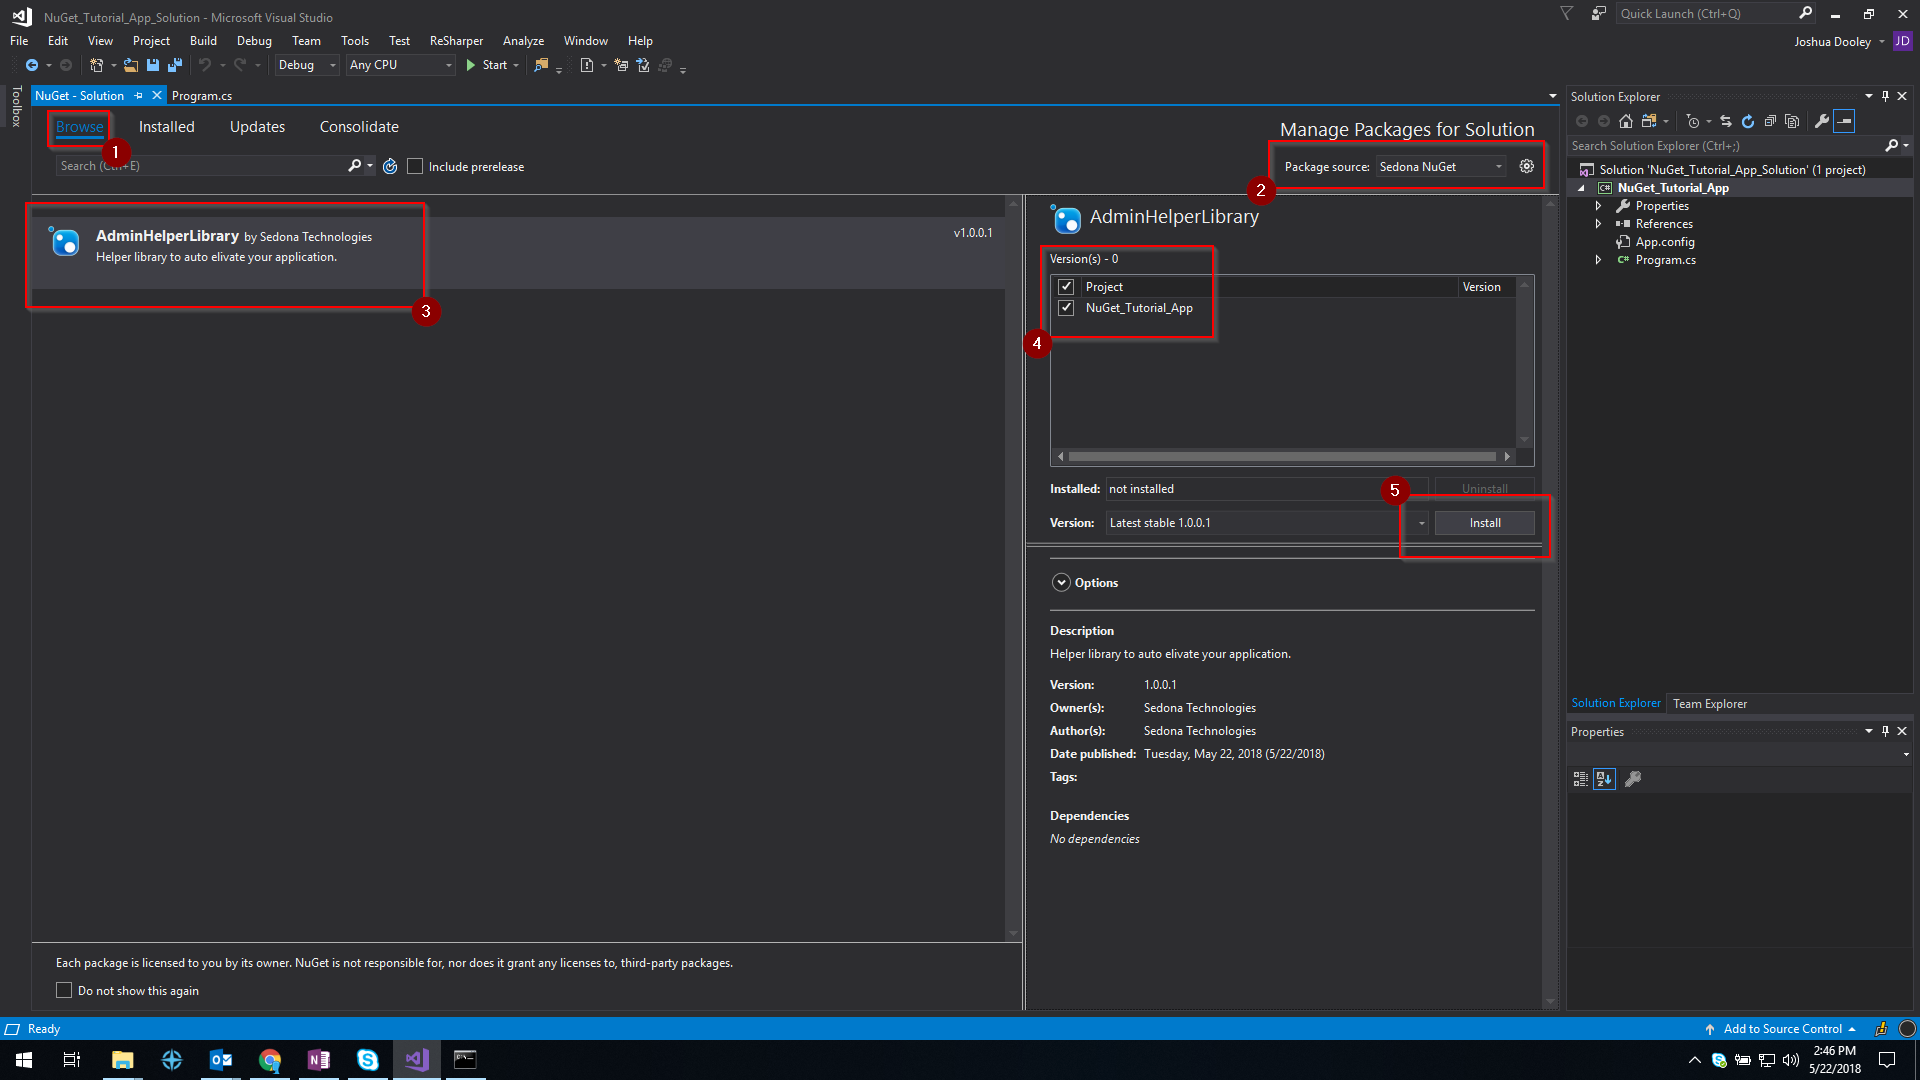 NuGet_Tutorial_App_Solution - Microsoft Visual Studio
Quick Launch (Ctrl+Q)
File Edit View Project Build Debug Team Tools Test ReSharper Analyze Window Help
Joshua Dooley JD
Debug Any CPU Start
Toolbox
NuGet - Solution Program.cs
Browse Installed Updates Consolidate
1
Search (Ctrl+E) Include prerelease
Manage Packages for Solution
Package source: Sedona NuGet
2
AdminHelperLibrary by Sedona Technologies v1.0.0.1
Helper library to auto elivate your application.
3
AdminHelperLibrary
Version(s) - 0
Project Version
NuGet_Tutorial_App
4
Installed: not installed Uninstall
5
Version: Latest stable 1.0.0.1 Install
Options
Description
Helper library to auto elivate your application.
Version: 1.0.0.1
Owner(s): Sedona Technologies
Author(s): Sedona Technologies
Date published: Tuesday, May 22, 2018 (5/22/2018)
Tags:
Dependencies
No dependencies
Each package is licensed to you by its owner. NuGet is not responsible for, nor does it grant any licenses to, third-party packages.
Do not show this again
Solution Explorer
Search Solution Explorer (Ctrl+;)
Solution 'NuGet_Tutorial_App_Solution' (1 project)
C# NuGet_Tutorial_App
Properties
References
App.config
C# Program.cs
Solution Explorer Team Explorer
Properties
Ready
Add to Source Control
2:46 PM
5/22/2018